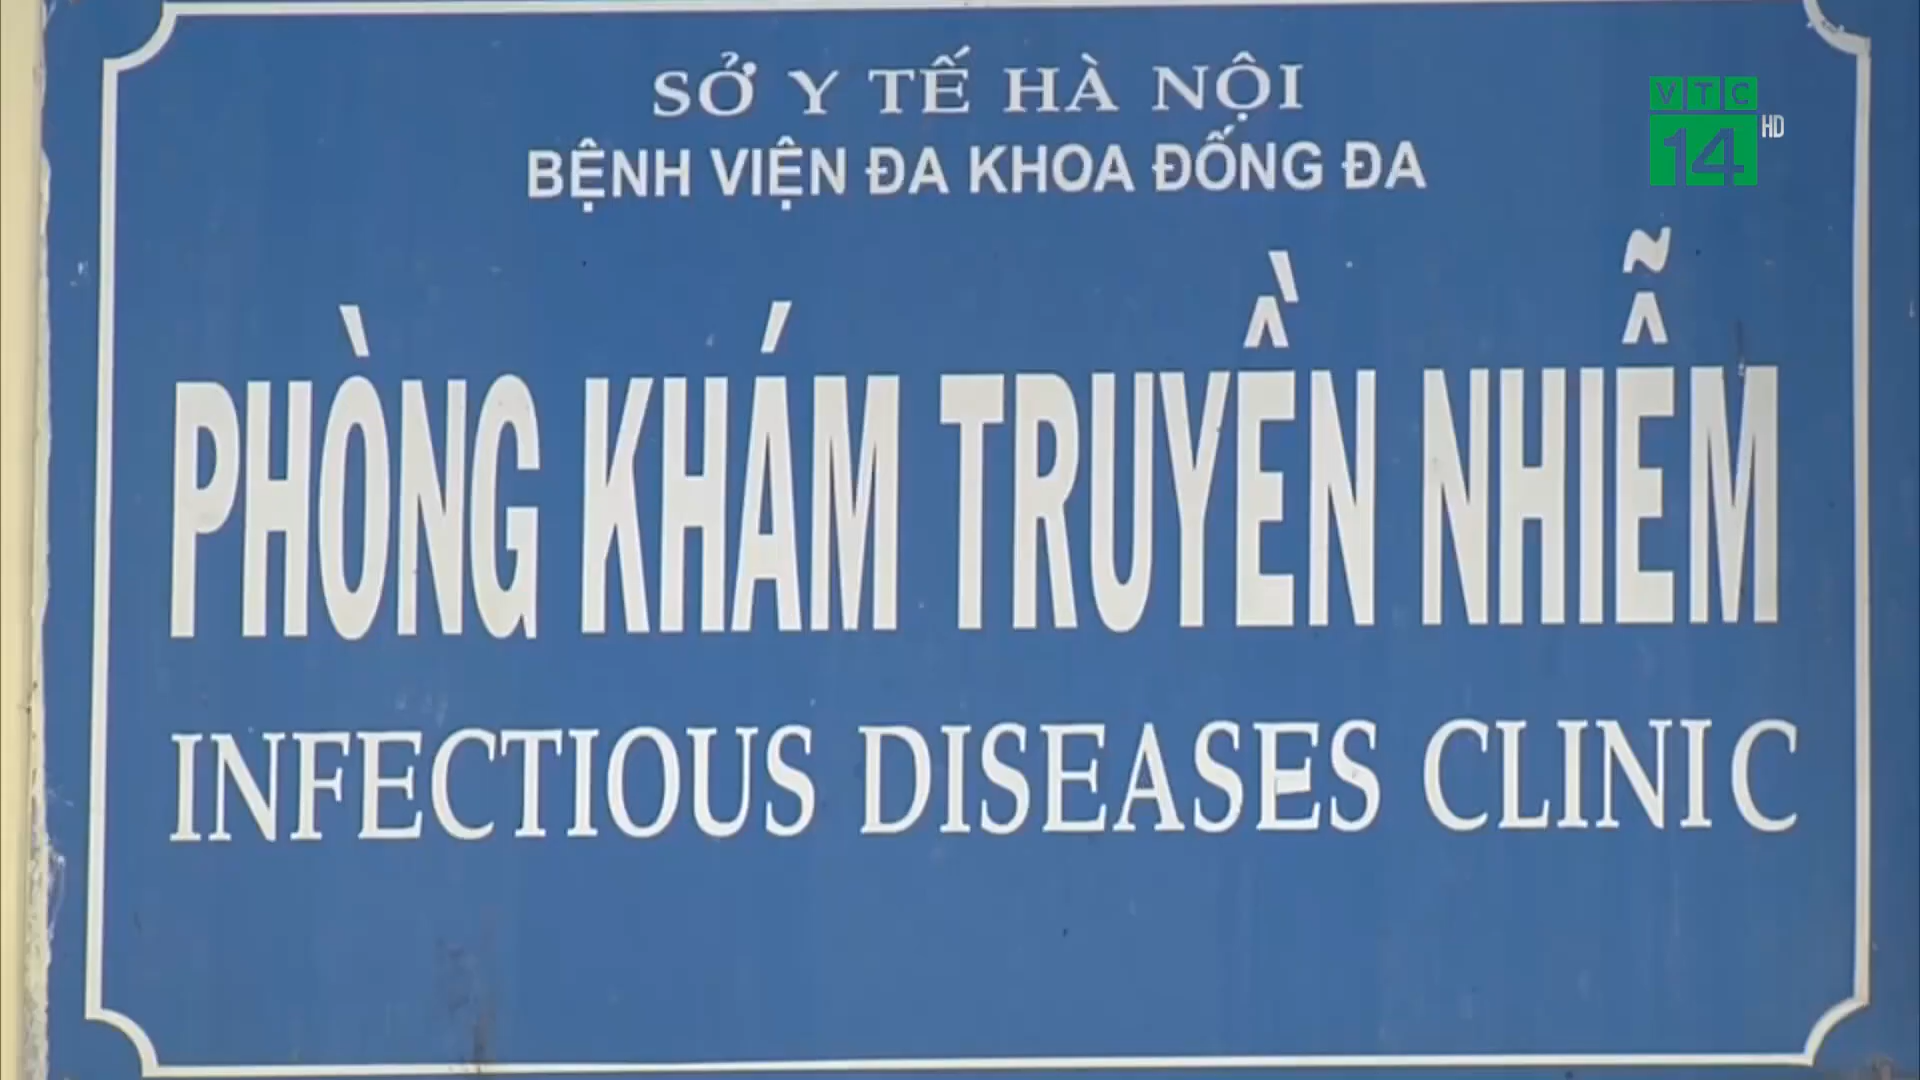 SỞ Y TẾ HÀ NỘI
BỆNH VIỆN ĐA KHOA ĐỐNG ĐA
VTC
14 HD
PHÒNG KHÁM TRUYỀN NHIỄM
INFECTIOUS DISEASES CLINIC